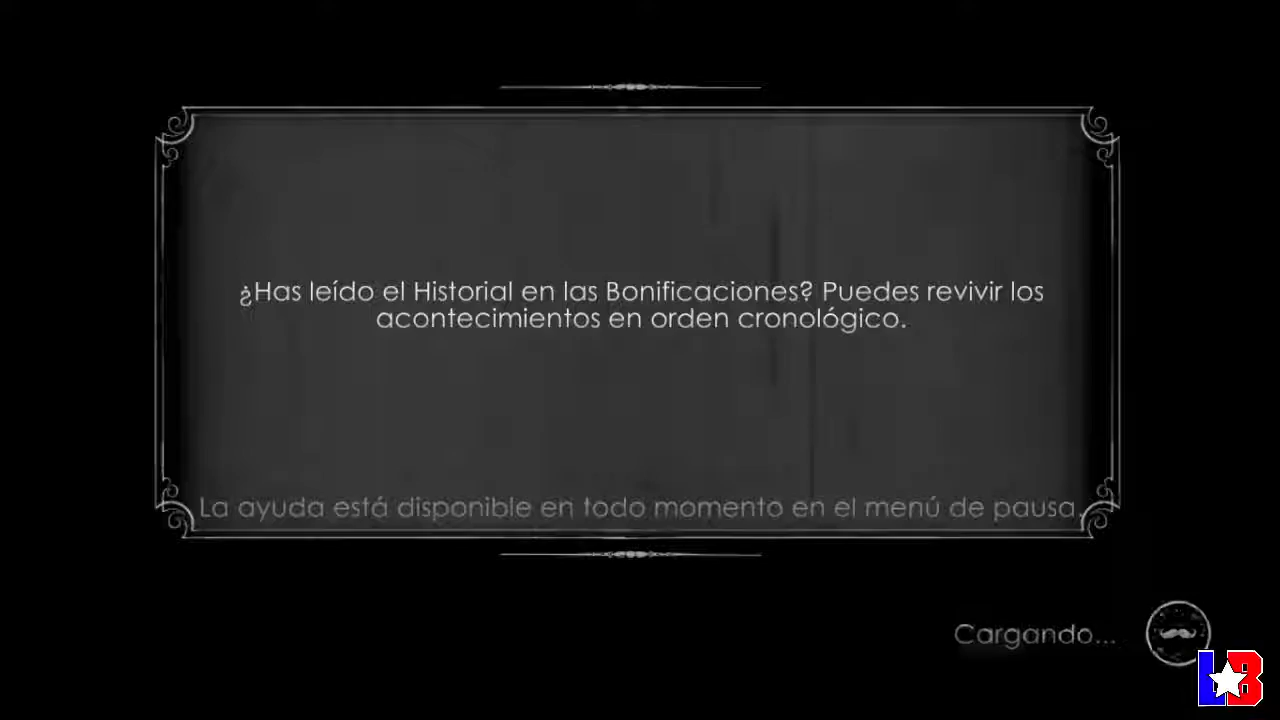 ¿Has leído el Historial en las Bonificaciones? Puedes revivir los
acontecimientos en orden cronológico.
La ayuda está disponible en todo momento en el menú de pausa.
Cargando...
LB